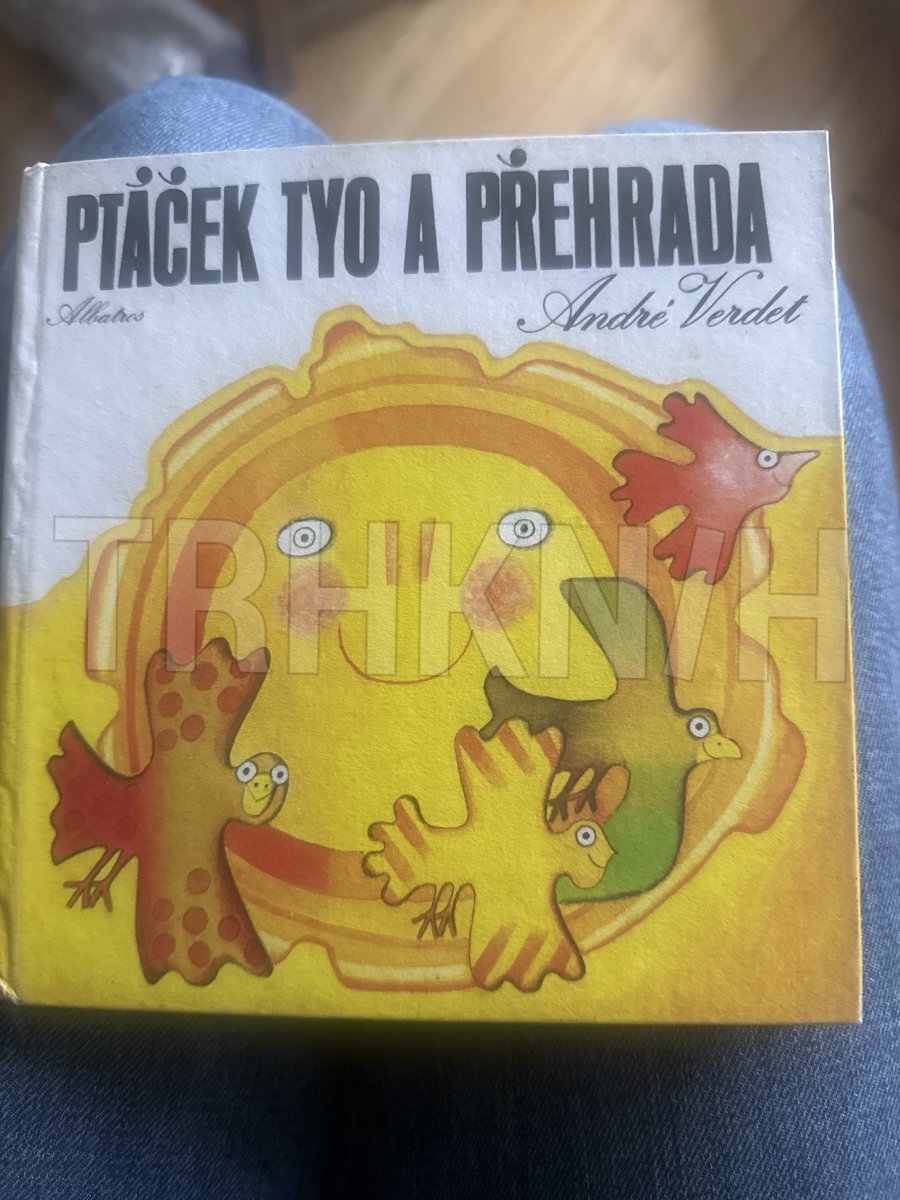 PTÁČEK TYO A PŘEHRADA
Albatros
André Verdet
TRHKNIH